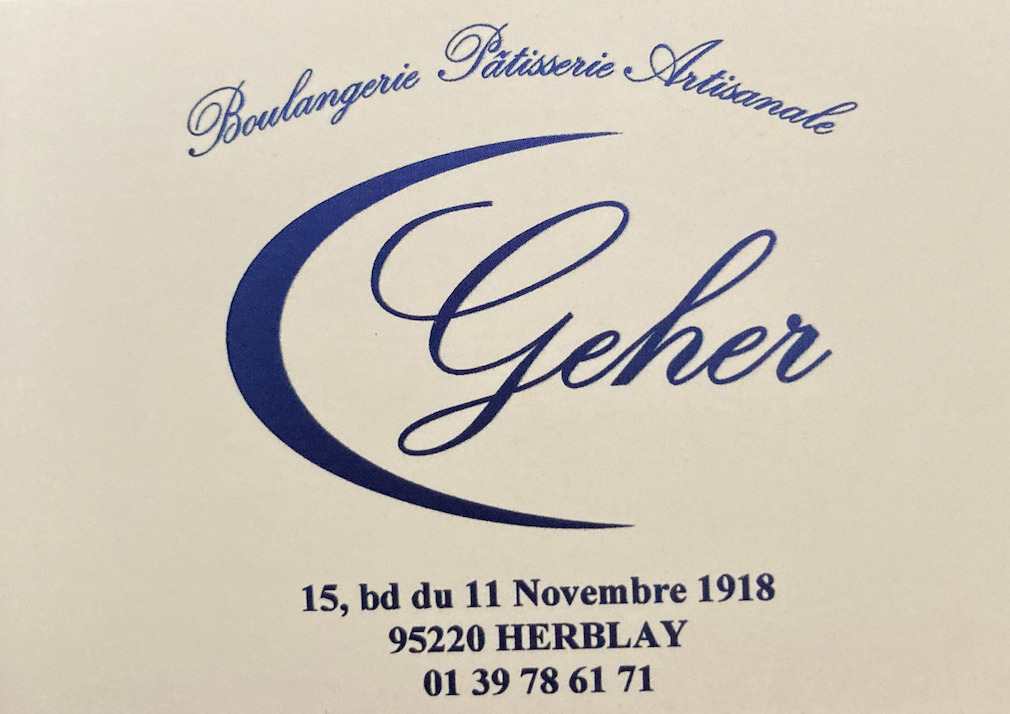 Boulangerie Pâtisserie Artisanale
Geher
15, bd du 11 Novembre 1918
95220 HERBLAY
01 39 78 61 71